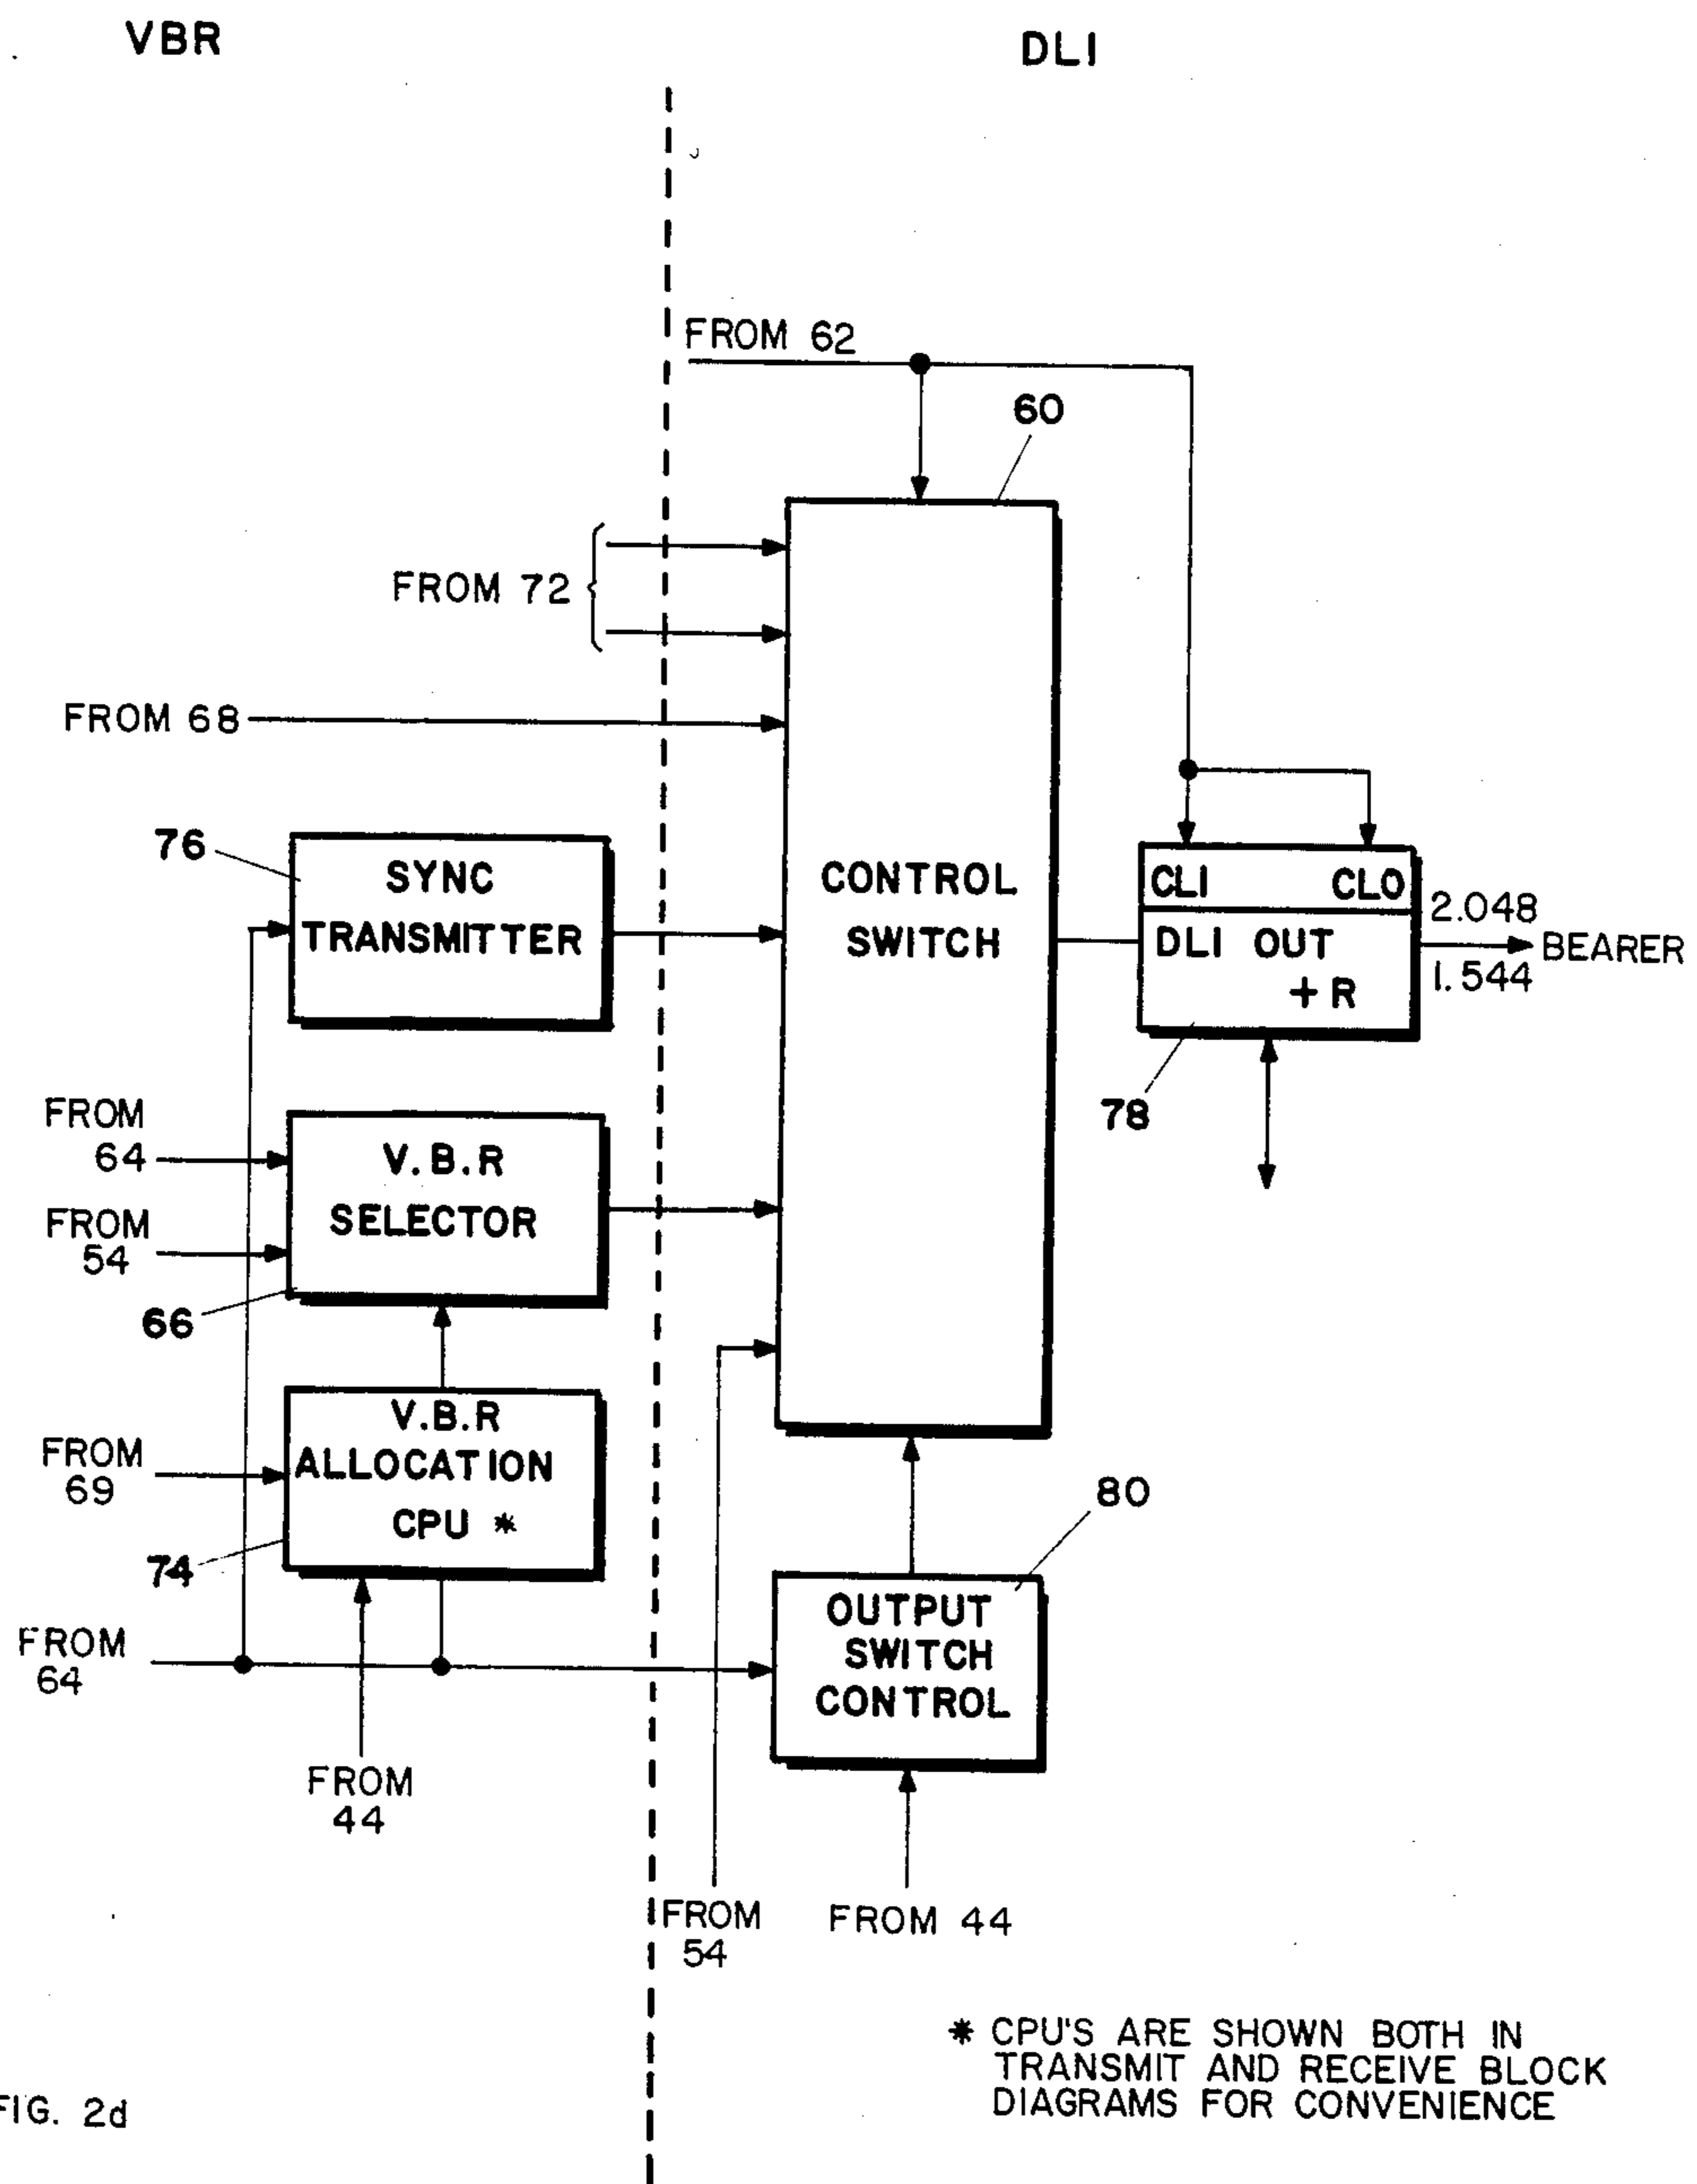 VBR
DLI
FROM 62
60
FROM 72
FROM 68
76
SYNC
TRANSMITTER
CONTROL
SWITCH
CLI CLO
DLI OUT
+R
2.048
BEARER
1.544
78
FROM
64
FROM
54
V.B.R
SELECTOR
66
FROM
69
V.B.R
ALLOCATION
CPU *
74
80
OUTPUT
SWITCH
CONTROL
FROM
64
FROM
44
FROM
54
FROM 44
* CPU'S ARE SHOWN BOTH IN
TRANSMIT AND RECEIVE BLOCK
DIAGRAMS FOR CONVENIENCE
FIG. 2d